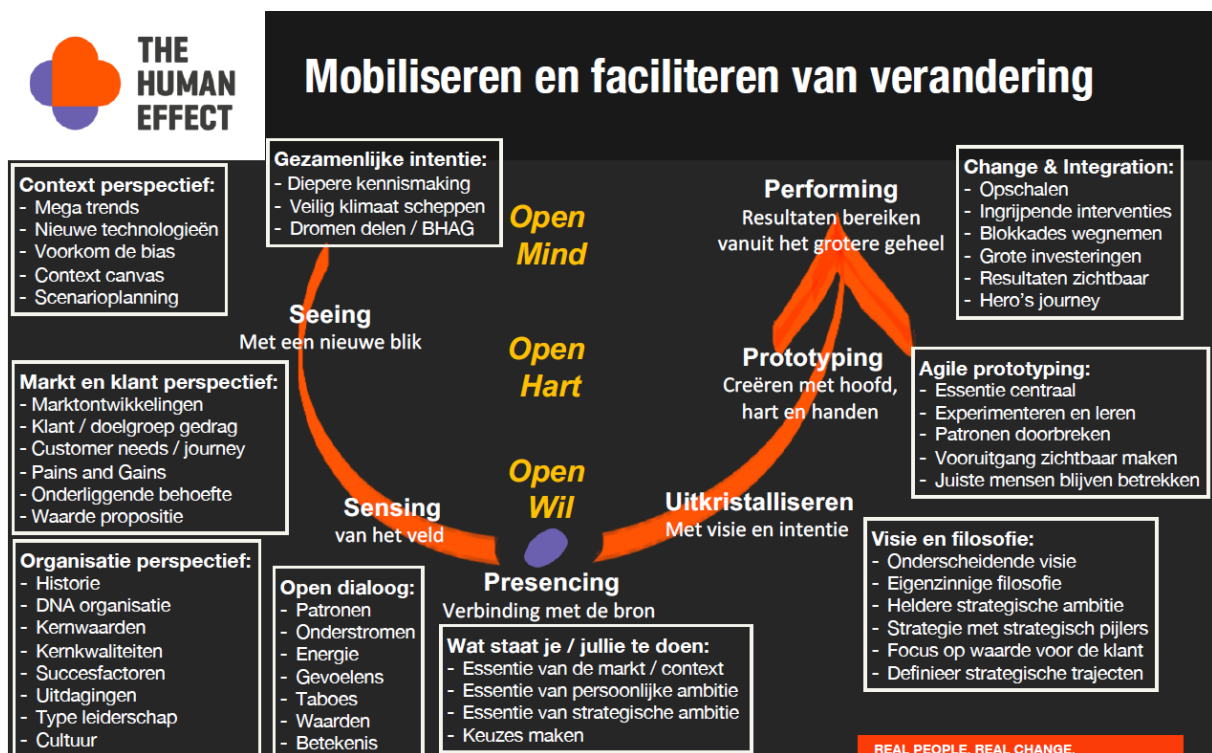 THE
HUMAN
EFFECT
Mobiliseren en faciliteren van verandering
Context perspectief:
- Mega trends
- Nieuwe technologieën
- Voorkom de bias
- Context canvas
- Scenarioplanning
Gezamenlijke intentie:
- Diepere kennismaking
- Veilig klimaat scheppen
- Dromen delen / BHAG
Open
Mind
Performing
Resultaten bereiken
vanuit het grotere geheel
Change & Integration:
- Opschalen
- Ingrijpende interventies
- Blokkades wegnemen
- Grote investeringen
- Resultaten zichtbaar
- Hero's journey
Seeing
Met een nieuwe blik
Open
Hart
Prototyping
Creëren met hoofd,
hart en handen
Markt en klant perspectief:
- Marktontwikkelingen
- Klant / doelgroep gedrag
- Customer needs / journey
- Pains and Gains
- Onderliggende behoefte
- Waarde propositie
Agile prototyping:
- Essentie centraal
- Experimenteren en leren
- Patronen doorbreken
- Vooruitgang zichtbaar maken
- Juiste mensen blijven betrekken
Sensing
van het veld
Open
Wil
Uitkristalliseren
Met visie en intentie
Organisatie perspectief:
- Historie
- DNA organisatie
- Kernwaarden
- Kernkwaliteiten
- Succesfactoren
- Uitdagingen
- Type leiderschap
- Cultuur
Open dialoog:
- Patronen
- Onderstromen
- Energie
- Gevoelens
- Taboes
- Waarden
- Betekenis
Presencing
Verbinding met de bron
Wat staat je / jullie te doen:
- Essentie van de markt / context
- Essentie van persoonlijke ambitie
- Essentie van strategische ambitie
- Keuzes maken
Visie en filosofie:
- Onderscheidende visie
- Eigenzinnige filosofie
- Heldere strategische ambitie
- Strategie met strategisch pijlers
- Focus op waarde voor de klant
- Definieer strategische trajecten
REAL PEOPLE. REAL CHANGE.